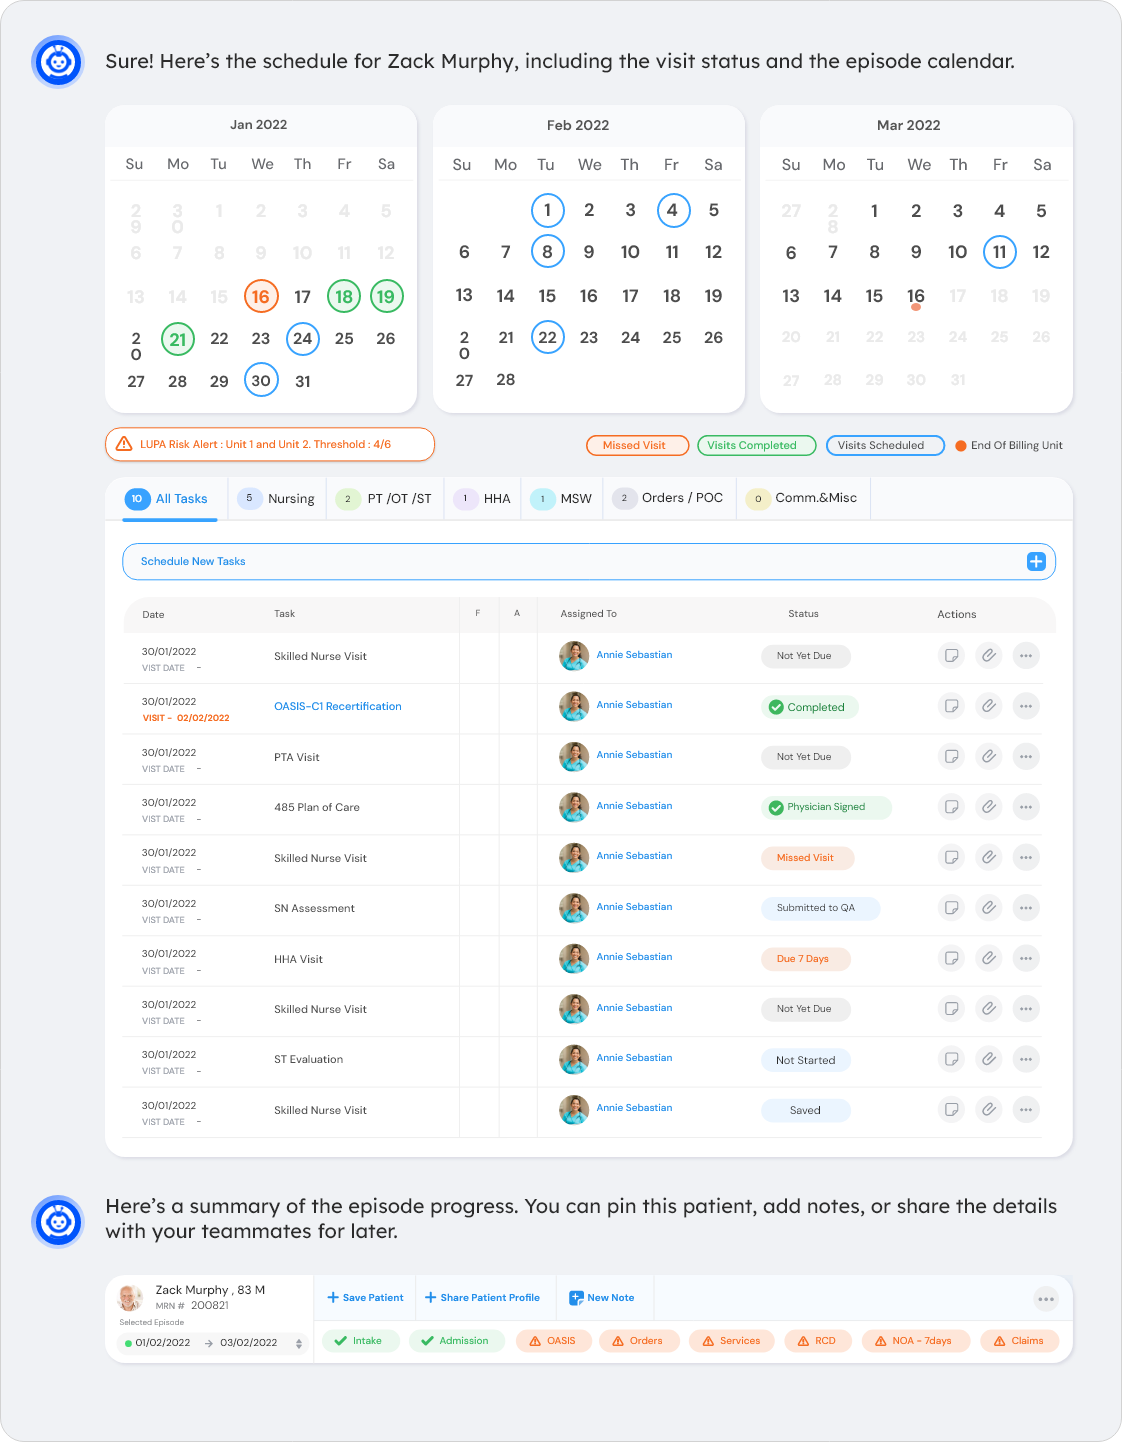 Sure! Here's the schedule for Zack Murphy, including the visit status and the episode calendar.
Jan 2022
Su Mo Tu We Th Fr Sa
29 30 1 2 3 4 5
6 7 8 9 10 11 12
13 14 15 16 17 18 19
20 21 22 23 24 25 26
27 28 29 30 31
Feb 2022
Su Mo Tu We Th Fr Sa
1 2 3 4 5
6 7 8 9 10 11 12
13 14 15 16 17 18 19
20 21 22 23 24 25 26
27 28
Mar 2022
Su Mo Tu We Th Fr Sa
27 28 1 2 3 4 5
6 7 8 9 10 11 12
13 14 15 16 17 18 19
20 21 22 23 24 25 26
27 28 29 30 31
LUPA Risk Alert : Unit 1 and Unit 2. Threshold : 4/6
Missed Visit Visits Completed Visits Scheduled End Of Billing Unit
10 All Tasks 5 Nursing 2 PT /OT /ST 1 HHA 1 MSW 2 Orders / POC 0 Comm.&Misc
Schedule New Tasks
Date Task F A Assigned To Status Actions
30/01/2022 Skilled Nurse Visit Annie Sebastian Not Yet Due
VIST DATE -
30/01/2022 OASIS-C1 Recertification Annie Sebastian Completed
VISIT - 02/02/2022
30/01/2022 PTA Visit Annie Sebastian Not Yet Due
VIST DATE -
30/01/2022 485 Plan of Care Annie Sebastian Physician Signed
VIST DATE -
30/01/2022 Skilled Nurse Visit Annie Sebastian Missed Visit
VIST DATE -
30/01/2022 SN Assessment Annie Sebastian Submitted to QA
VIST DATE -
30/01/2022 HHA Visit Annie Sebastian Due 7 Days
VIST DATE -
30/01/2022 Skilled Nurse Visit Annie Sebastian Not Yet Due
VIST DATE -
30/01/2022 ST Evaluation Annie Sebastian Not Started
VIST DATE -
30/01/2022 Skilled Nurse Visit Annie Sebastian Saved
VIST DATE -
Here's a summary of the episode progress. You can pin this patient, add notes, or share the details
with your teammates for later.
Zack Murphy , 83 M
MRN # 200821
Selected Episode
01/02/2022 → 03/02/2022
Save Patient Share Patient Profile New Note
Intake Admission OASIS Orders Services RCD NOA - 7days Claims